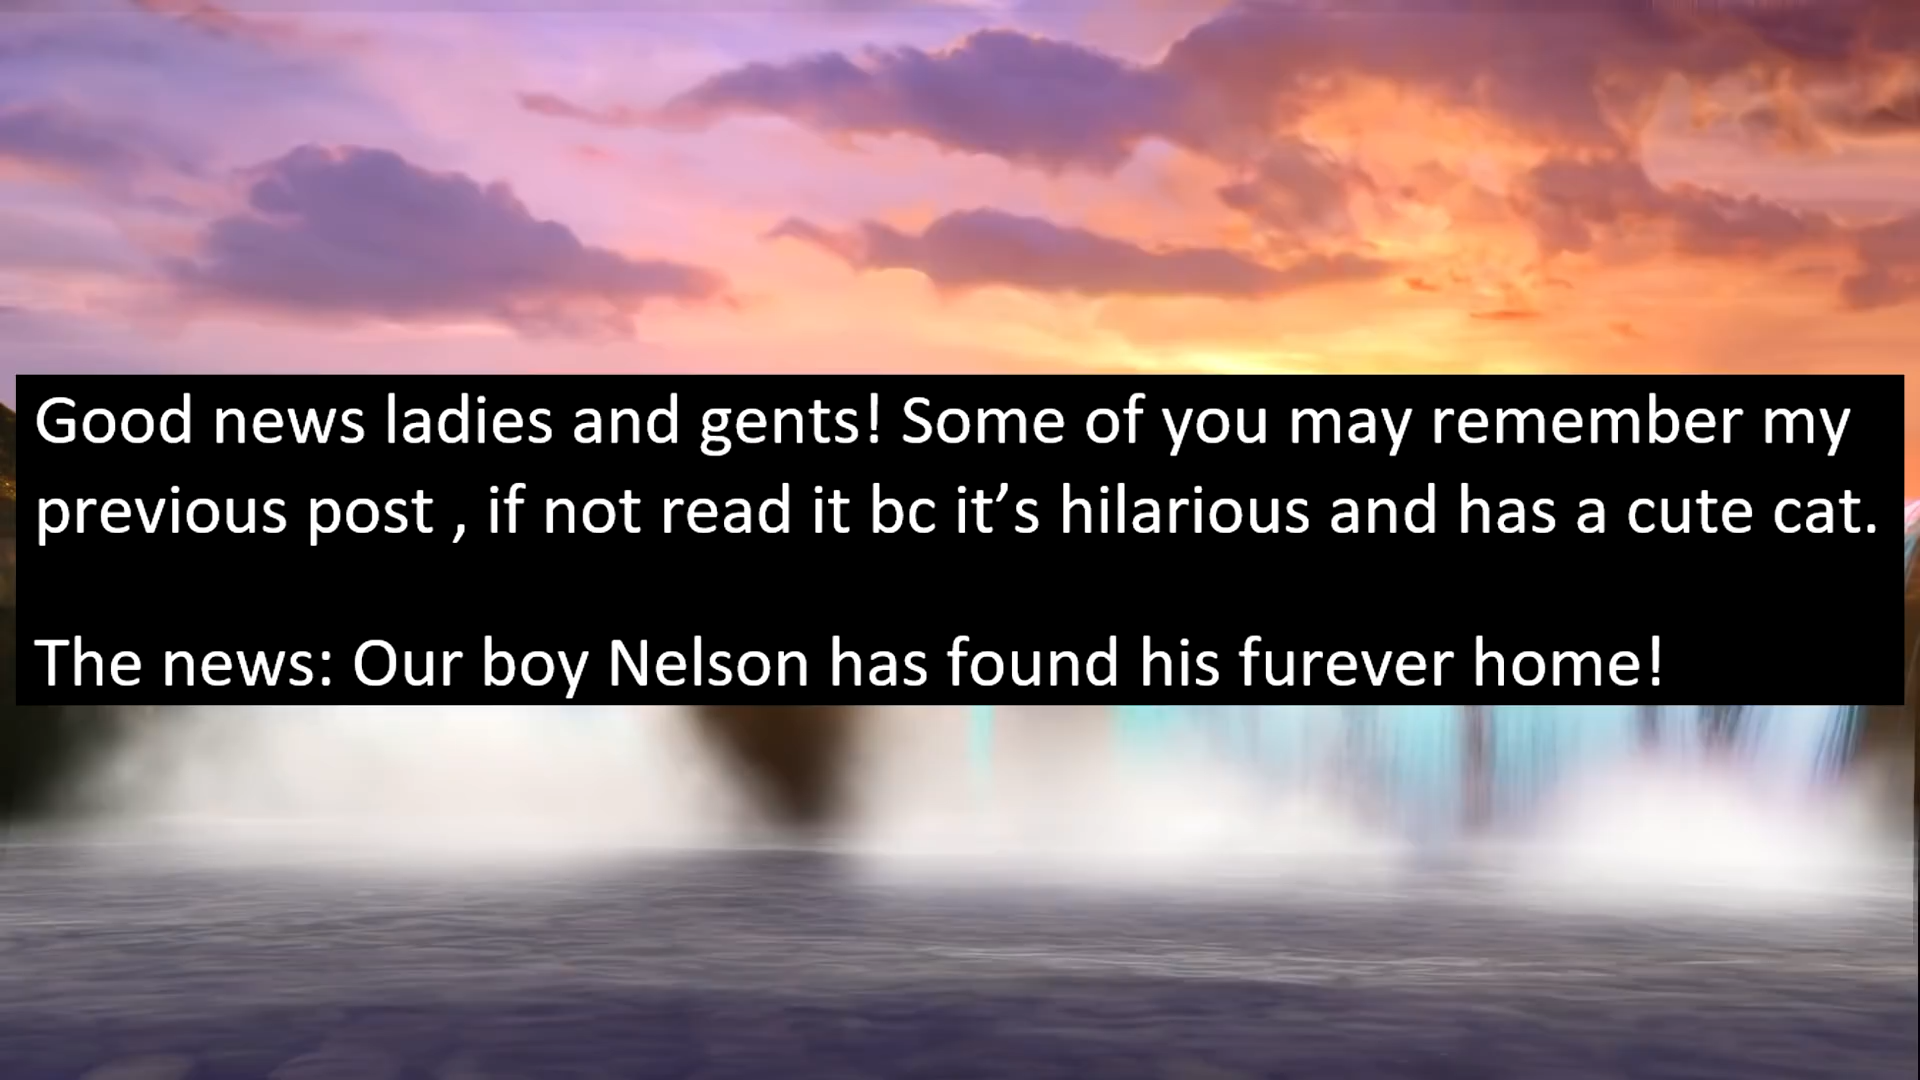 Good news ladies and gents! Some of you may remember my
previous post , if not read it bc it’s hilarious and has a cute cat.
The news: Our boy Nelson has found his furever home!